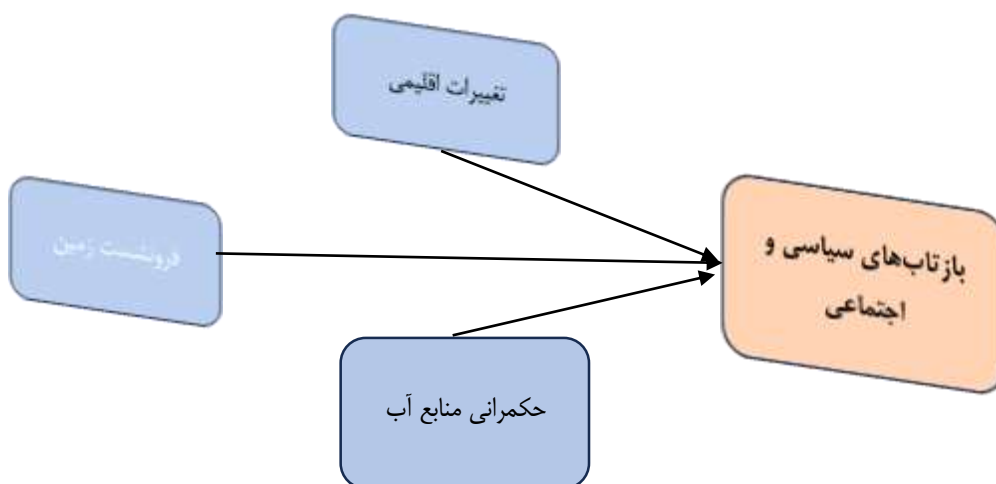 تغییرات اقلیمی
فرونشست زمین
بازتاب‌های سیاسی و
اجتماعی
حکمرانی منابع آب